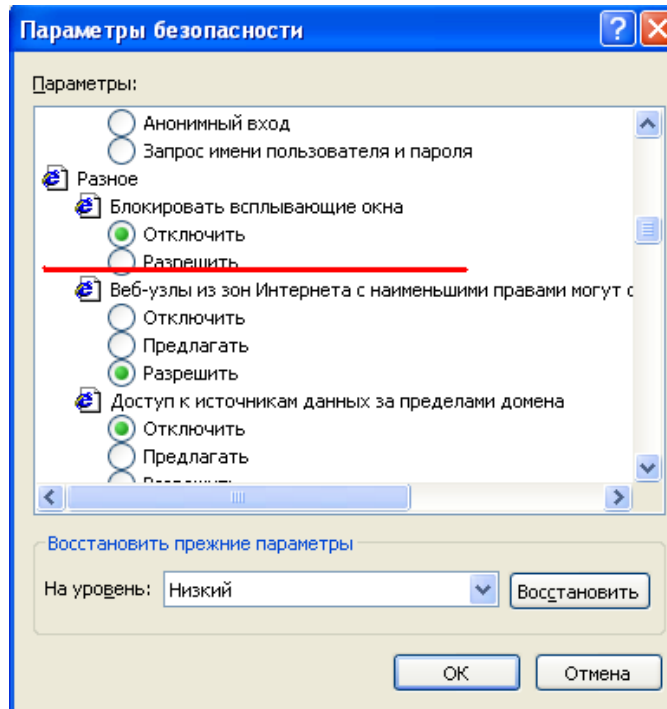 Параметры безопасности
Параметры:
Анонимный вход
Запрос имени пользователя и пароля
Разное
Блокировать всплывающие окна
Отключить
Разрешить
Веб-узлы из зон Интернета с наименьшими правами могут
Отключить
Предлагать
Разрешить
Доступ к источникам данных за пределами домена
Отключить
Предлагать
Восстановить прежние параметры
На уровень: Низкий Восстановить
ОК Отмена